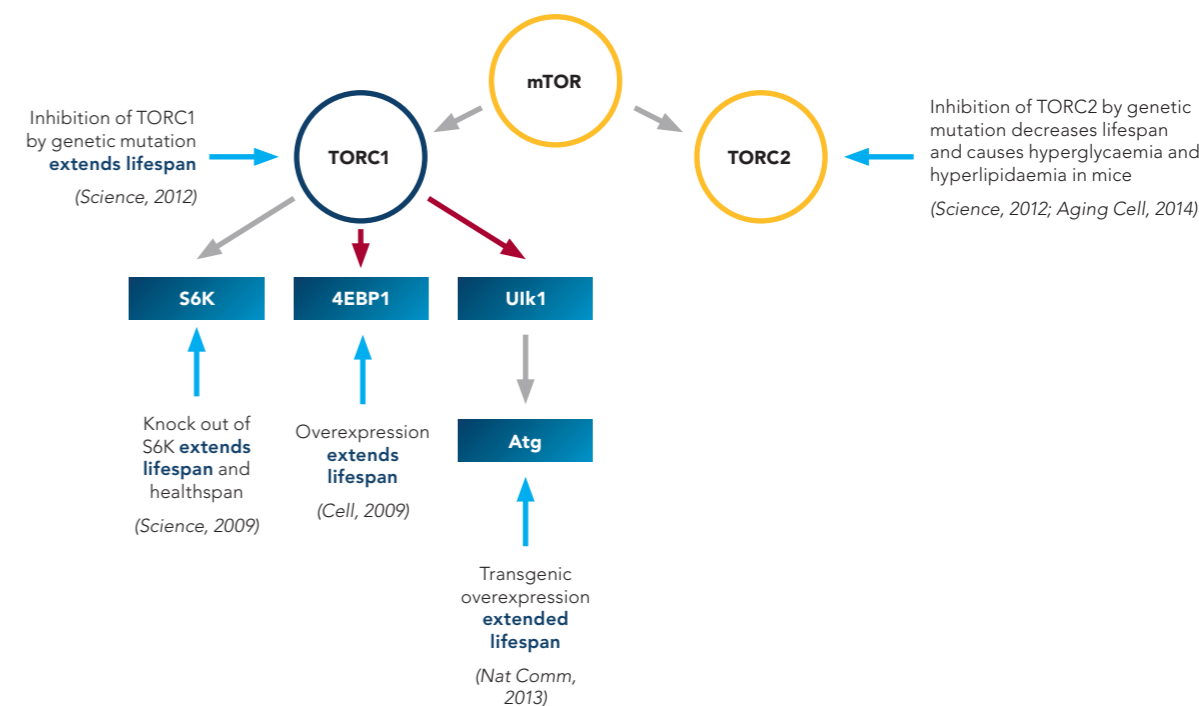 mTOR
Inhibition of TORC1
by genetic mutation
extends lifespan
(Science, 2012)
TORC1
TORC2
Inhibition of TORC2 by genetic
mutation decreases lifespan
and causes hyperglycaemia and
hyperlipidaemia in mice
(Science, 2012; Aging Cell, 2014)
S6K
4EBP1
Ulk1
Knock out of
S6K extends
lifespan and
healthspan
(Science, 2009)
Overexpression
extends
lifespan
(Cell, 2009)
Atg
Transgenic
overexpression
extended
lifespan
(Nat Comm,
2013)